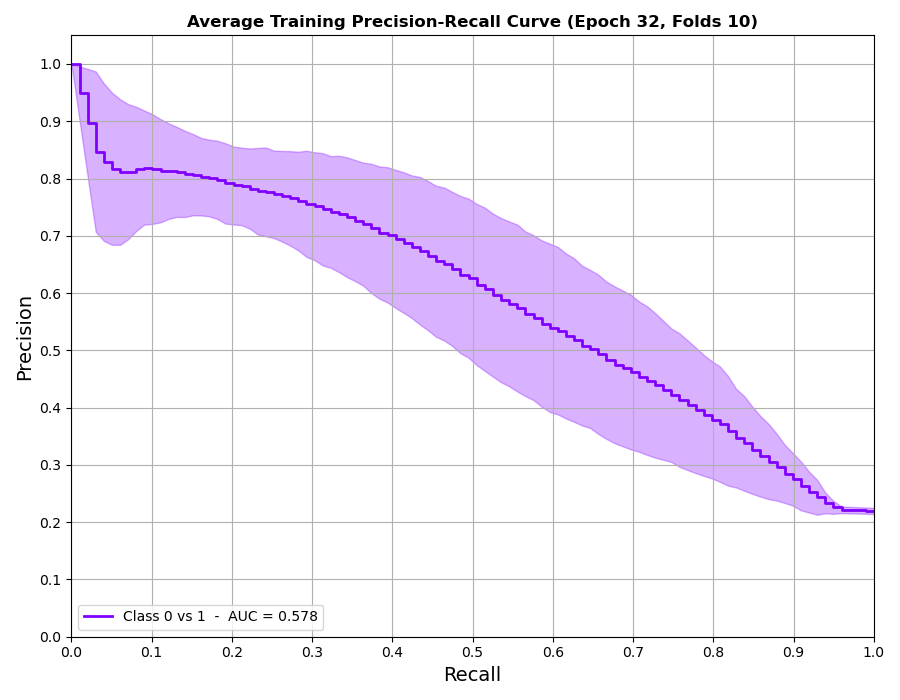 Average Training Precision-Recall Curve (Epoch 32, Folds 10)
Precision
1.0
0.9
0.8
0.7
0.6
0.5
0.4
0.3
0.2
0.1
0.0
Class 0 vs 1 - AUC = 0.578
0.0 0.1 0.2 0.3 0.4 0.5 0.6 0.7 0.8 0.9 1.0
Recall